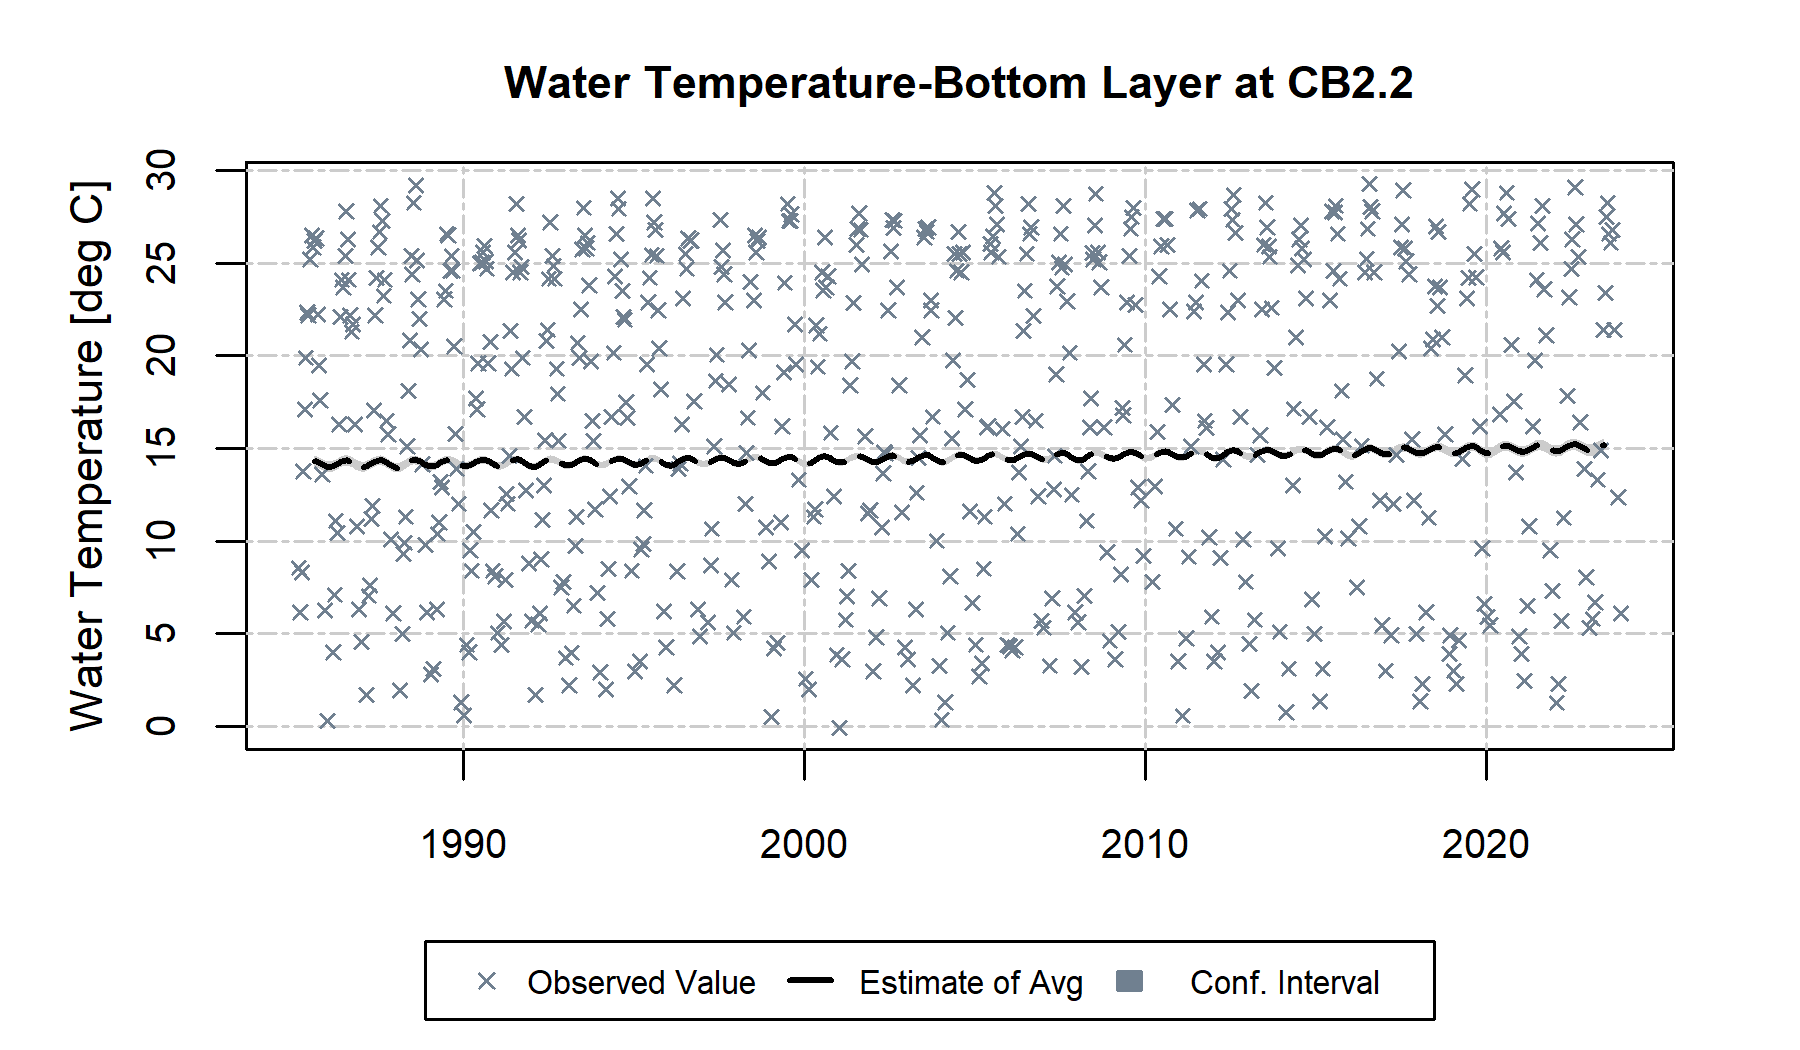 Water Temperature-Bottom Layer at CB2.2
Water Temperature [deg C]
30
25
20
15
10
5
0
1990 2000 2010 2020
Observed Value Estimate of Avg Conf. Interval